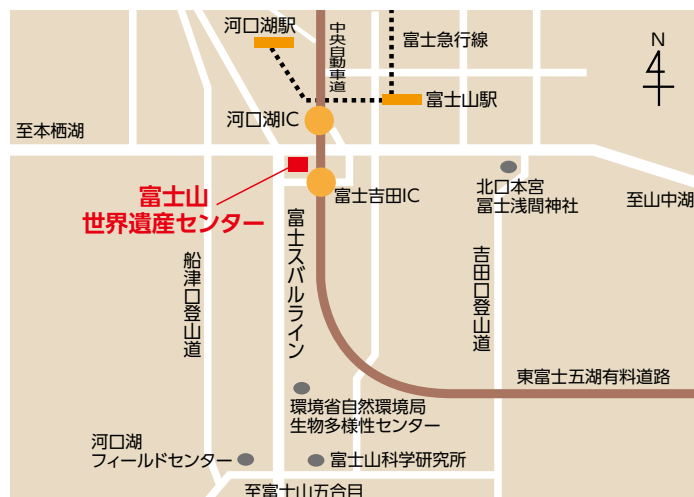 河口湖駅
中央自動車道
富士急行線
N
富士山駅
河口湖IC
至本栖湖
富士山
世界遺産センター
富士吉田IC
北口本宮
冨士浅間神社
至山中湖
船津口登山道
富士スバルライン
吉田口登山道
東富士五湖有料道路
環境省自然環境局
生物多様性センター
河口湖
フィールドセンター
富士山科学研究所
至富士山五合目